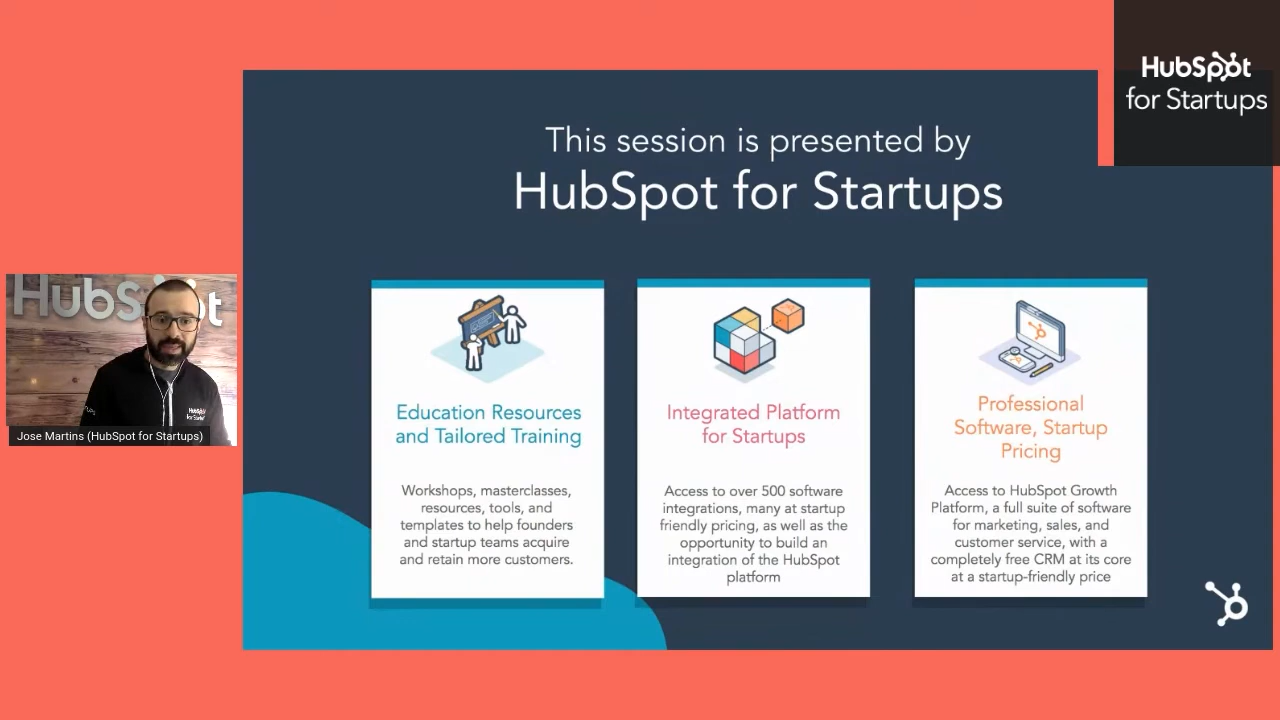 HubSpot
for Startups
This session is presented by
HubSpot for Startups
Education Resources
and Tailored Training
Workshops, masterclasses,
resources, tools, and
templates to help founders
and startup teams acquire
and retain more customers.
Integrated Platform
for Startups
Access to over 500 software
integrations, many at startup
friendly pricing, as well as the
opportunity to build an
integration of the HubSpot
platform
Professional
Software, Startup
Pricing
Access to HubSpot Growth
Platform, a full suite of software
for marketing, sales, and
customer service, with a
completely free CRM at its core
at a startup-friendly price
HubSpot
HubSpot
for Startups
Jose Martins (HubSpot for Startups)